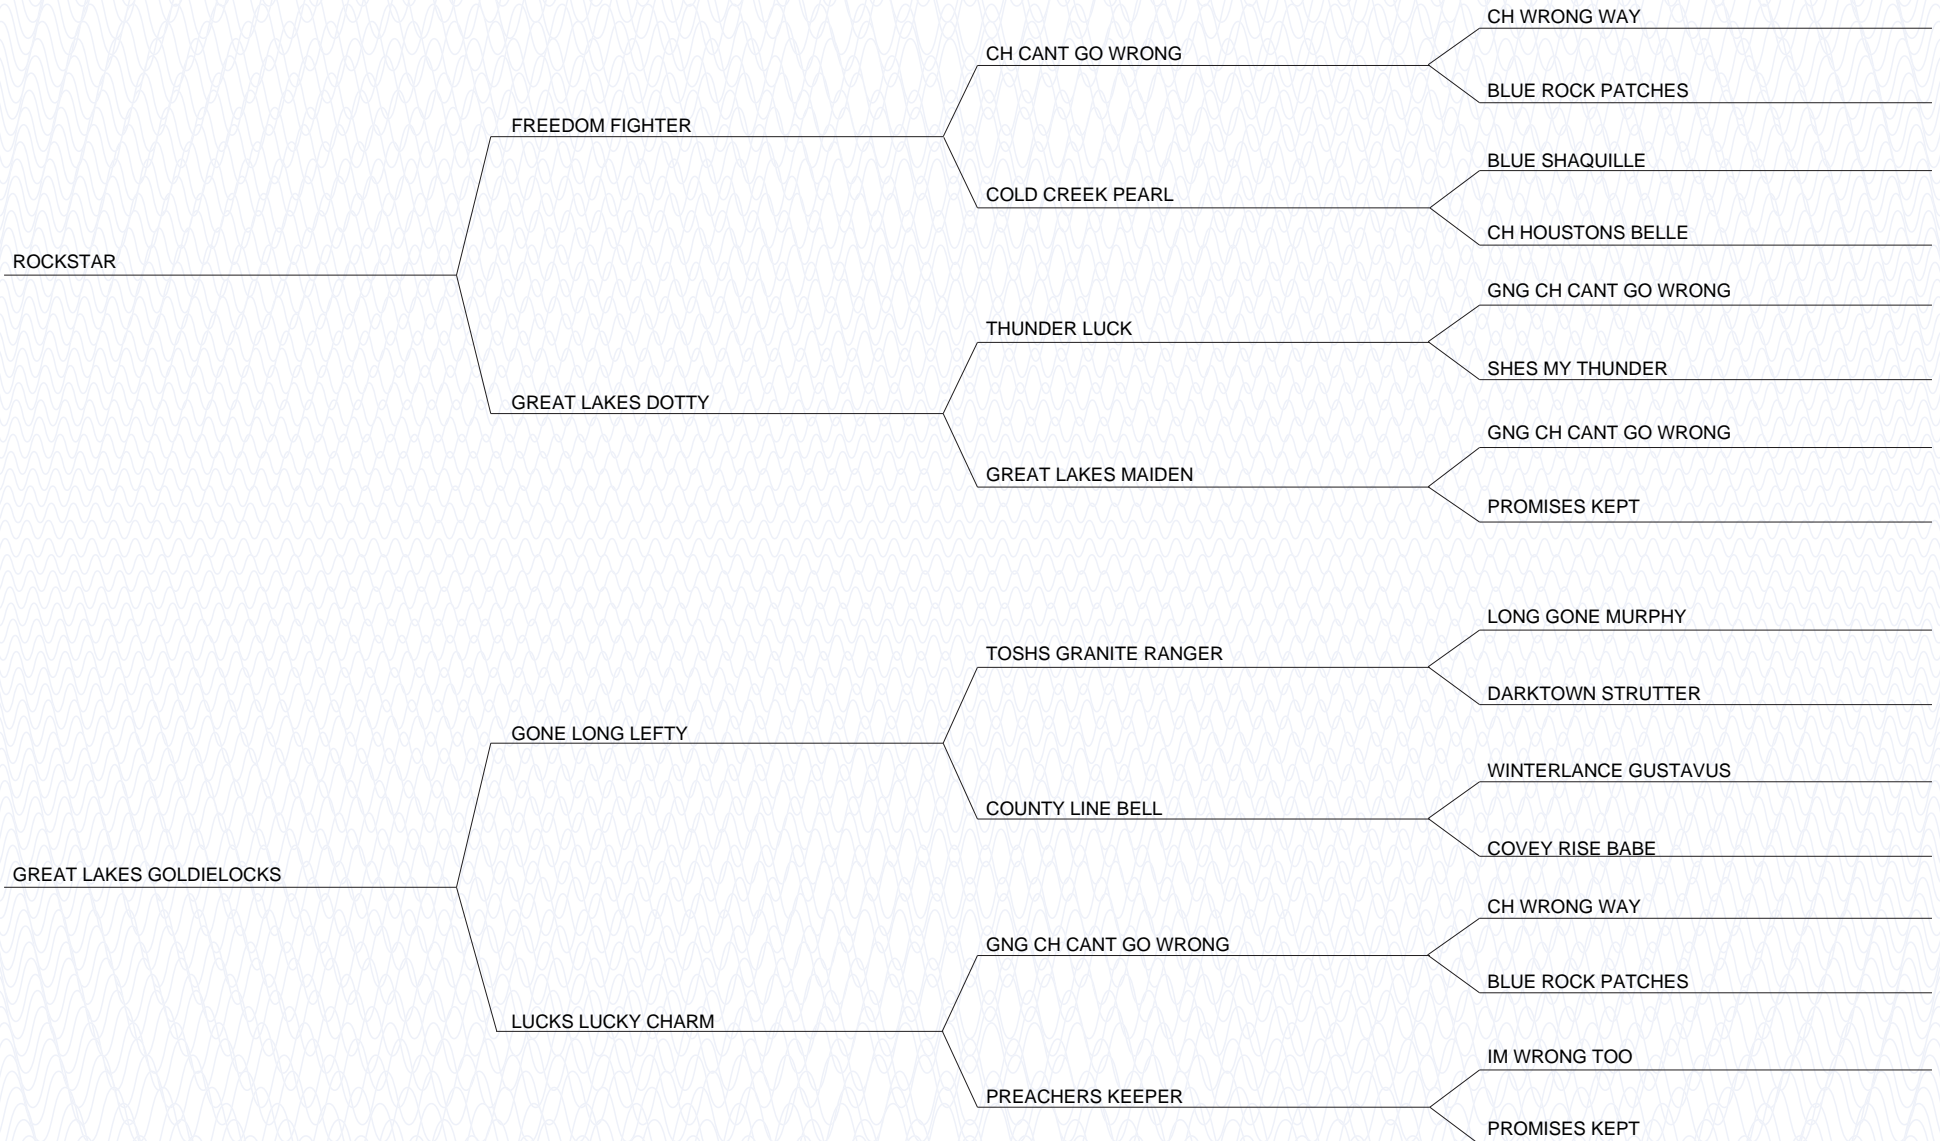 CH WRONG WAY
CH CANT GO WRONG
BLUE ROCK PATCHES
FREEDOM FIGHTER
BLUE SHAQUILLE
COLD CREEK PEARL
CH HOUSTONS BELLE
ROCKSTAR
GNG CH CANT GO WRONG
THUNDER LUCK
SHES MY THUNDER
GREAT LAKES DOTTY
GNG CH CANT GO WRONG
GREAT LAKES MAIDEN
PROMISES KEPT
LONG GONE MURPHY
TOSHS GRANITE RANGER
DARKTOWN STRUTTER
GONE LONG LEFTY
WINTERLANCE GUSTAVUS
COUNTY LINE BELL
COVEY RISE BABE
GREAT LAKES GOLDIELOCKS
CH WRONG WAY
GNG CH CANT GO WRONG
BLUE ROCK PATCHES
LUCKS LUCKY CHARM
IM WRONG TOO
PREACHERS KEEPER
PROMISES KEPT